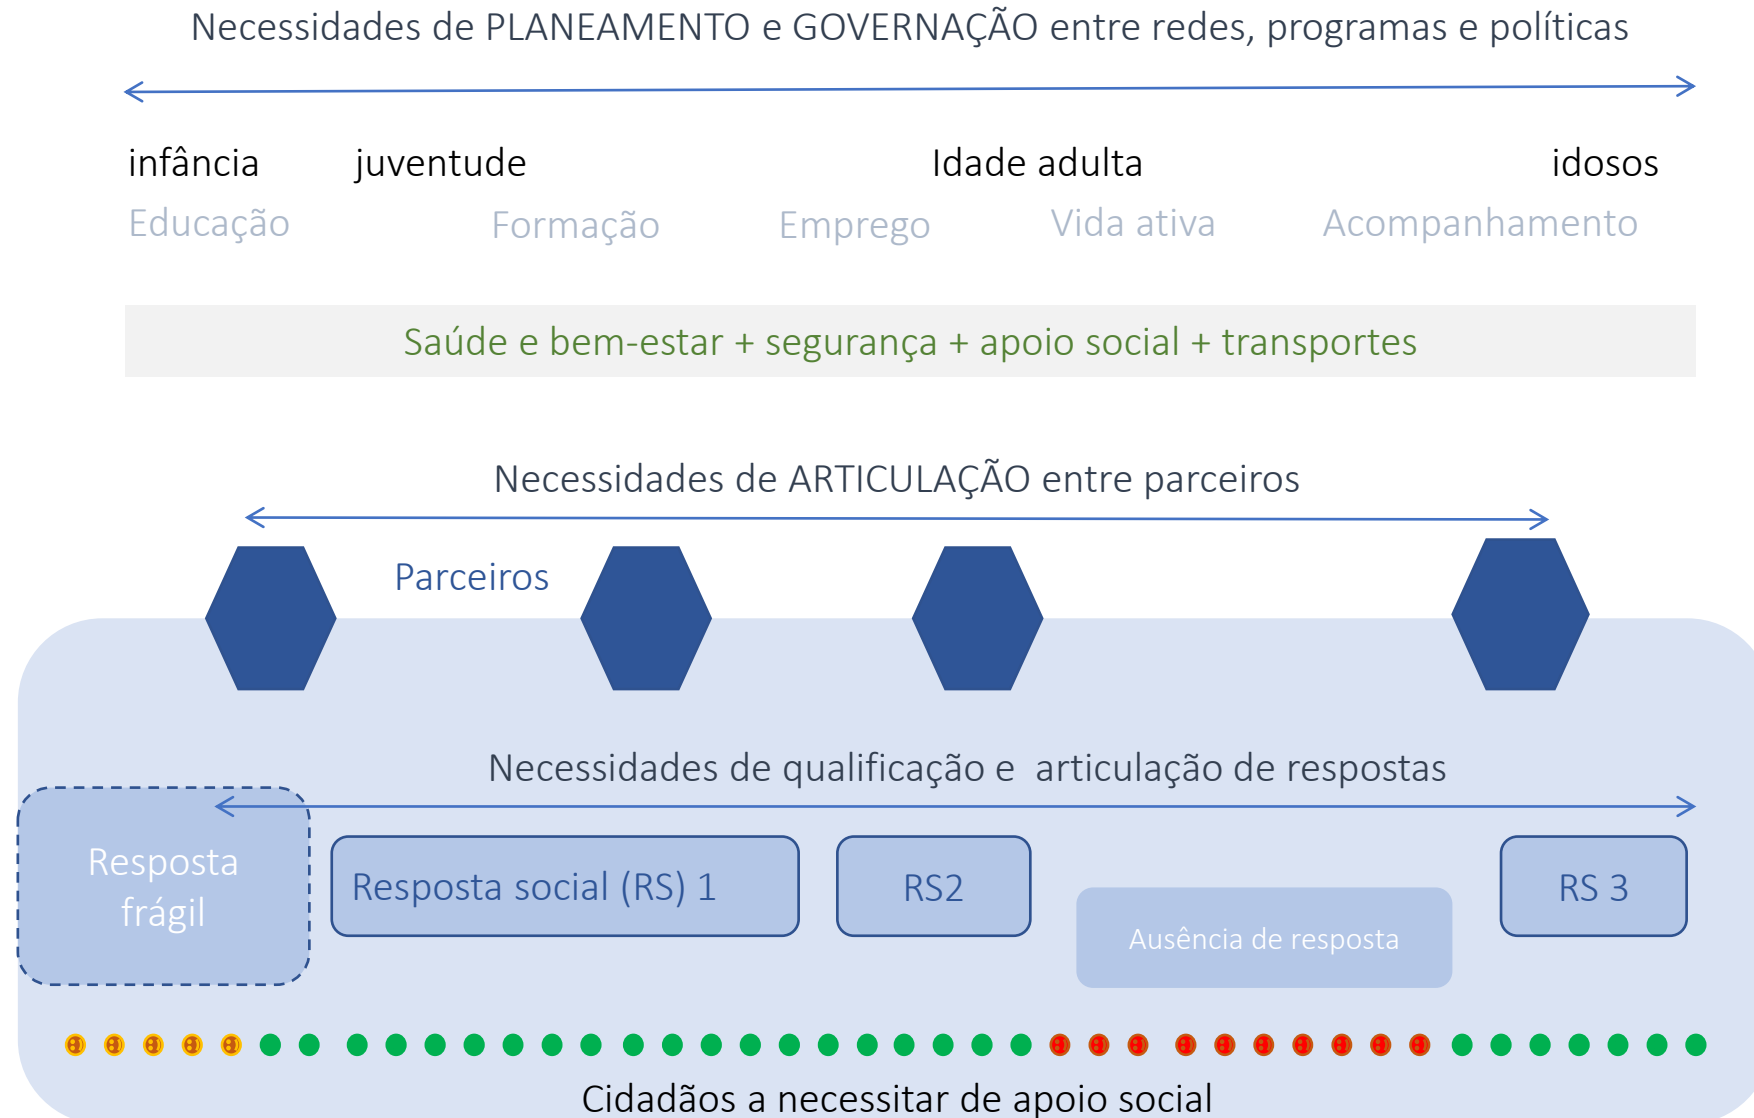 Necessidades de PLANEAMENTO e GOVERNAÇÃO entre redes, programas e políticas
infância juventude Idade adulta idosos
Educação Formação Emprego Vida ativa Acompanhamento
Saúde e bem-estar + segurança + apoio social + transportes
Necessidades de ARTICULAÇÃO entre parceiros
Parceiros
Necessidades de qualificação e articulação de respostas
Resposta
frágil
Resposta social (RS) 1
RS2
Ausência de resposta
RS 3
Cidadãos a necessitar de apoio social